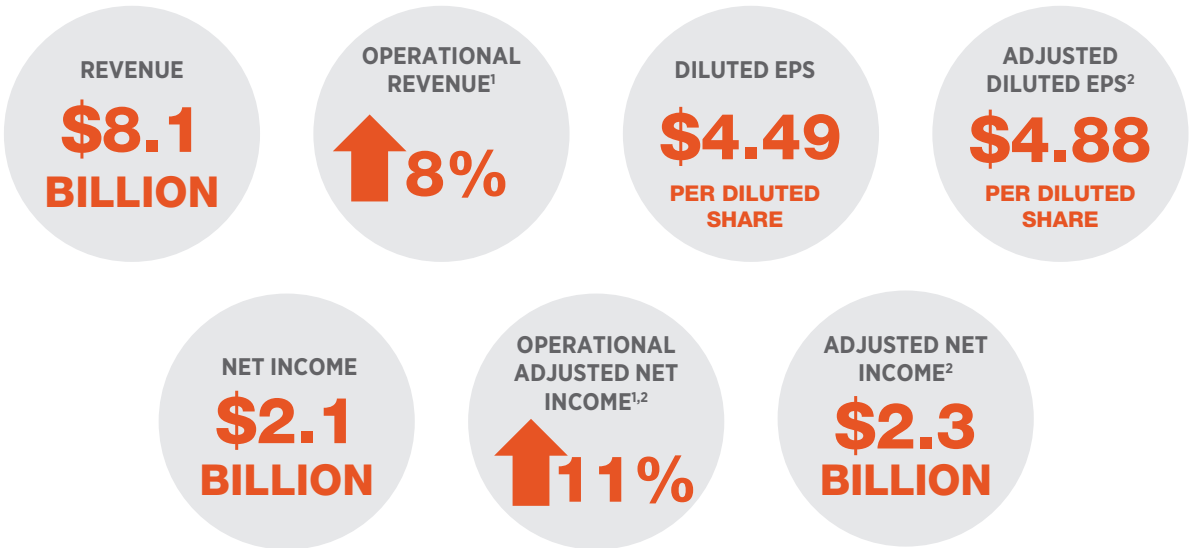 REVENUE
$8.1
BILLION
OPERATIONAL
REVENUE¹
8%
DILUTED EPS
$4.49
PER DILUTED
SHARE
ADJUSTED
DILUTED EPS²
$4.88
PER DILUTED
SHARE
NET INCOME
$2.1
BILLION
OPERATIONAL
ADJUSTED NET
INCOME¹,²
11%
ADJUSTED NET
INCOME²
$2.3
BILLION